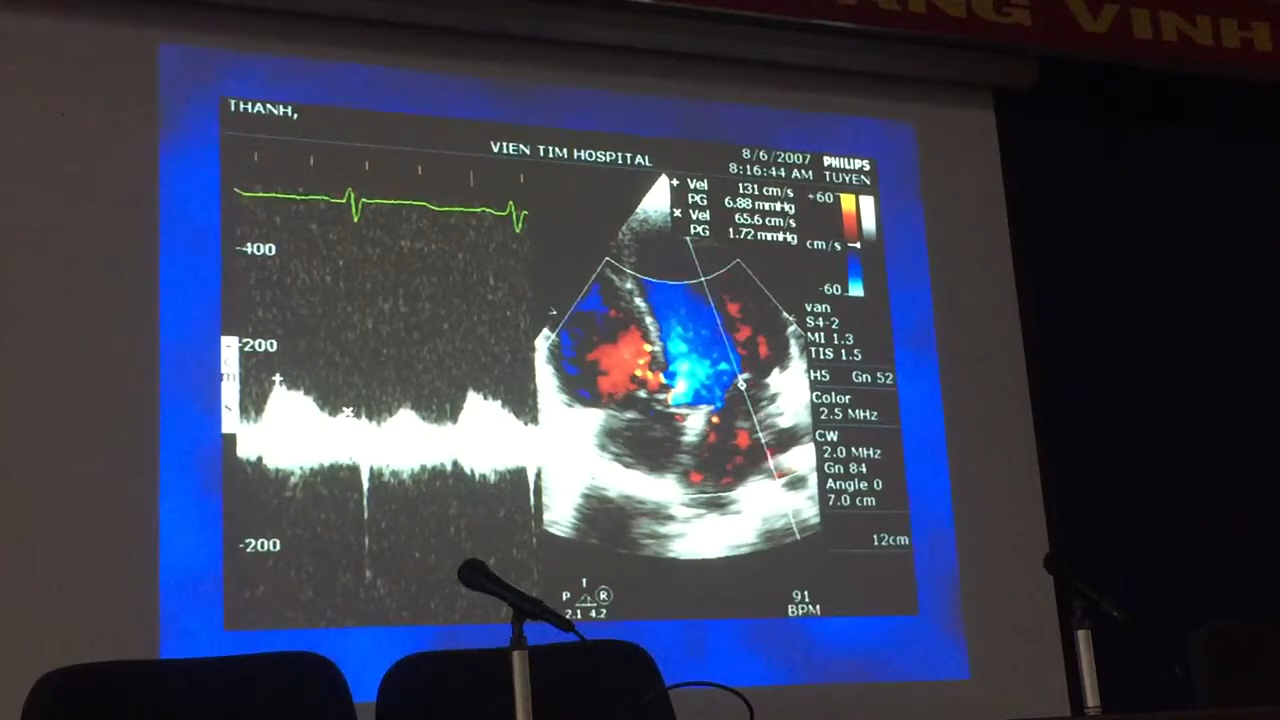 ANG VINH
THANH,
VIEN TIM HOSPITAL
8/6/2007
8:16:44 AM
PHILIPS
TUYEN
+ Vel 131 cm/s
PG 6.88 mmHg
× Vel 65.6 cm/s
PG 1.72 mmHg
+60
cm/s
-60
-400
-200
-200
van
S4-2
MI 1.3
TIS 1.5
H5 Gn 52
Color
2.5 MHz
CW
2.0 MHz
Gn 84
Angle 0
7.0 cm
12cm
P T R
2.1 4.2
91
BPM